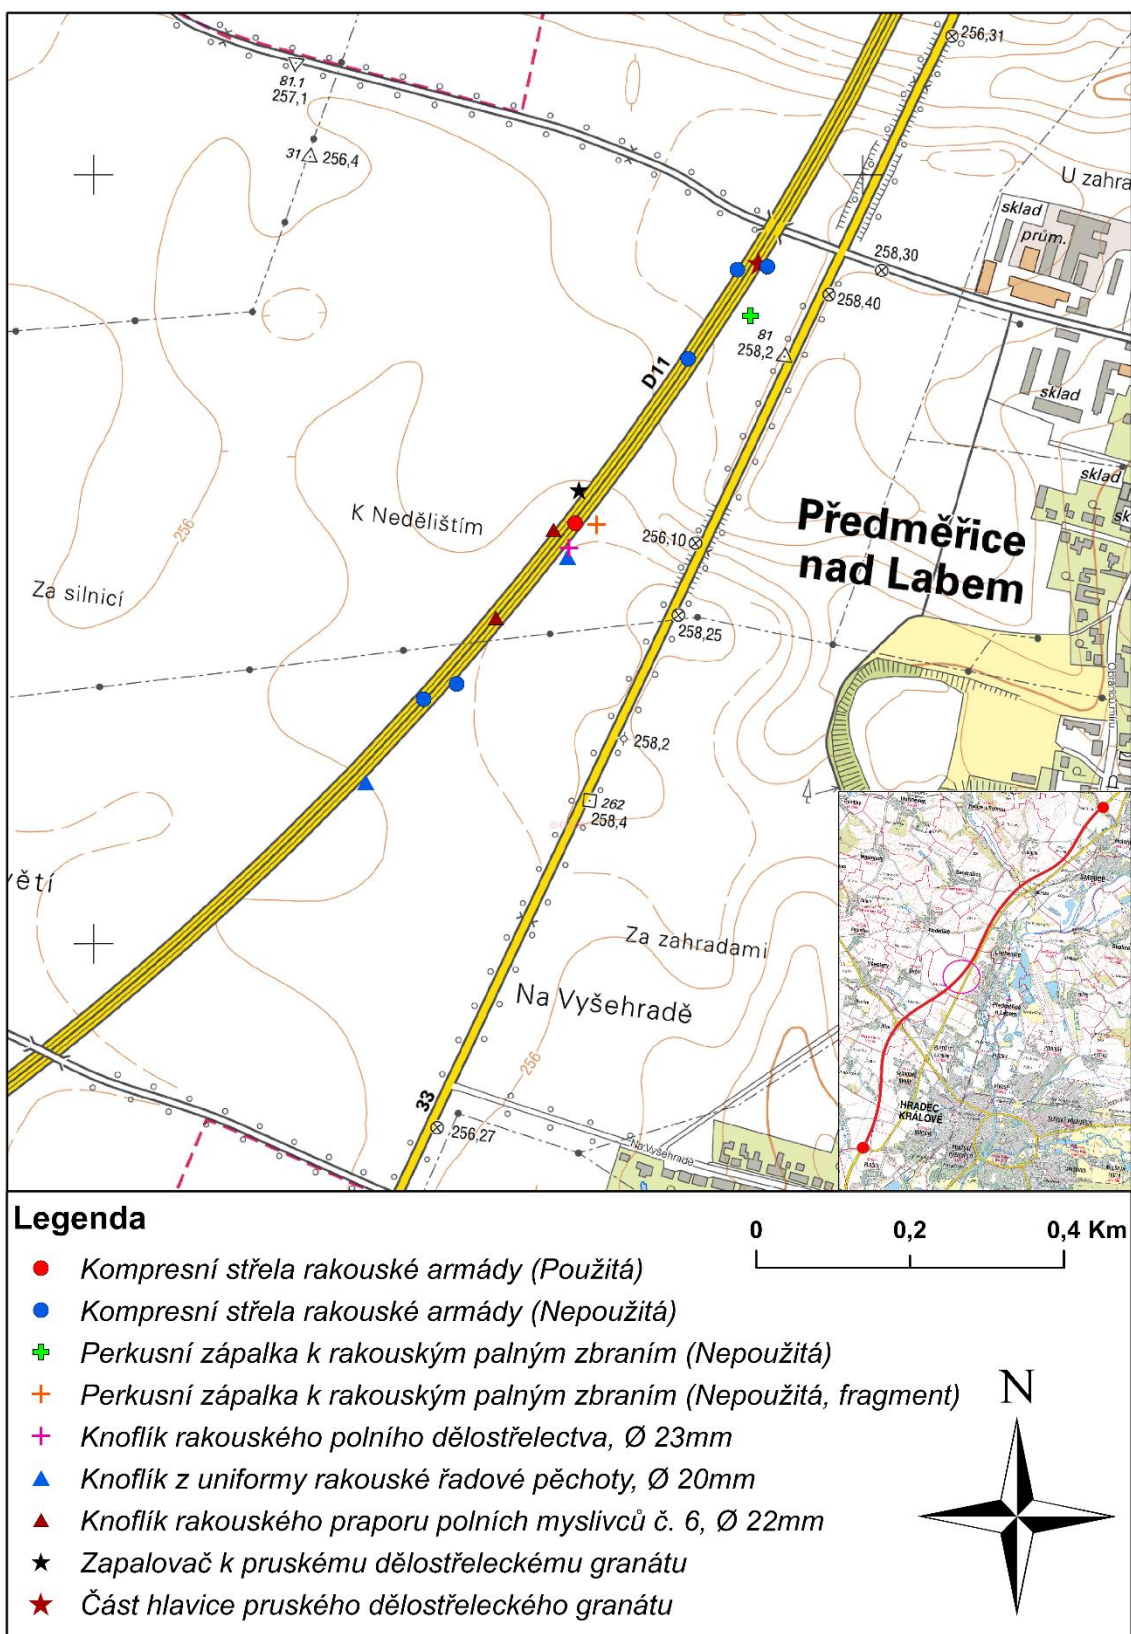 256,31
81.1
257,1
31 256,4
U zahra
sklad
prům.
258,30
258,40
81
258,2
D11
sklad
sklad
sk
K Nedělištím
256
256,10
Předměřice
nad Labem
Za silnicí
258,25
Obránců míru
258,2
262
258,4
větí
Za zahradami
Na Vyšehradě
256
33
256,27
Na Vyšehradě
HRADEC
KRÁLOVÉ
Legenda
0 0,2 0,4 Km
Kompresní střela rakouské armády (Použitá)
Kompresní střela rakouské armády (Nepoužitá)
Perkusní zápalka k rakouským palným zbraním (Nepoužitá)
Perkusní zápalka k rakouským palným zbraním (Nepoužitá, fragment)
N
Knoflík rakouského polního dělostřelectva, Ø 23mm
Knoflík z uniformy rakouské řadové pěchoty, Ø 20mm
Knoflík rakouského praporu polních myslivců č. 6, Ø 22mm
Zapalovač k pruskému dělostřeleckému granátu
Část hlavice pruského dělostřeleckého granátu